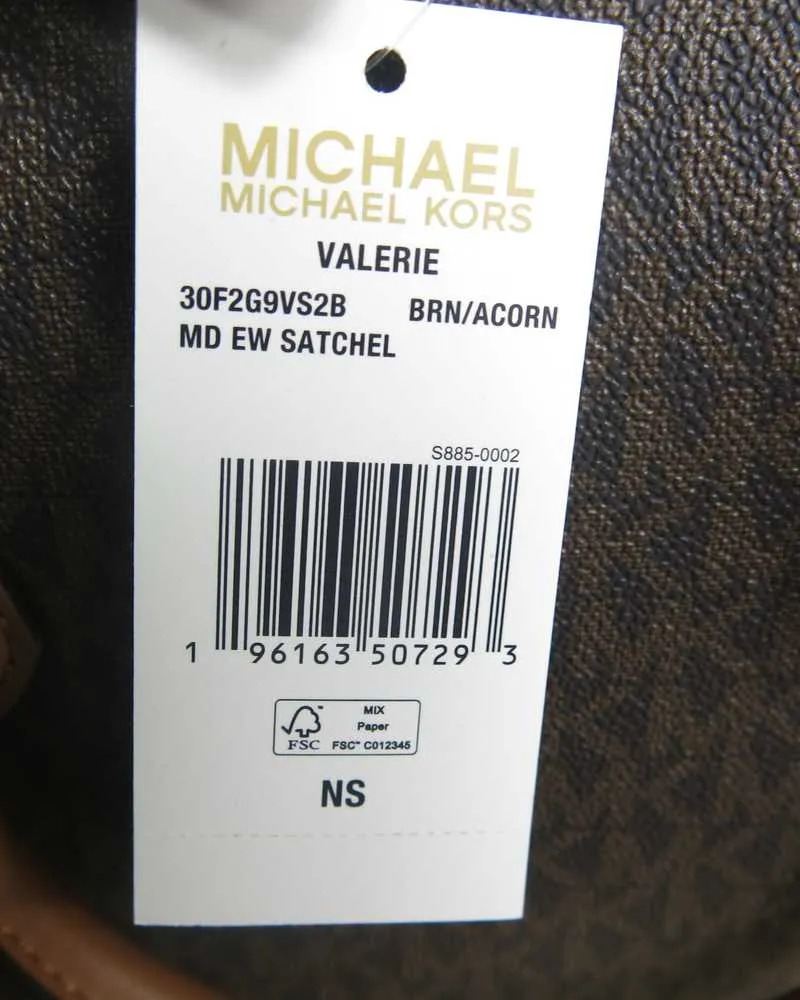 MICHAEL
MICHAEL KORS
VALERIE
30F2G9VS2B BRN/ACORN
MD EW SATCHEL
S885-0002
1 96163 50729 3
MIX
Paper
FSC™ C012345
FSC
NS